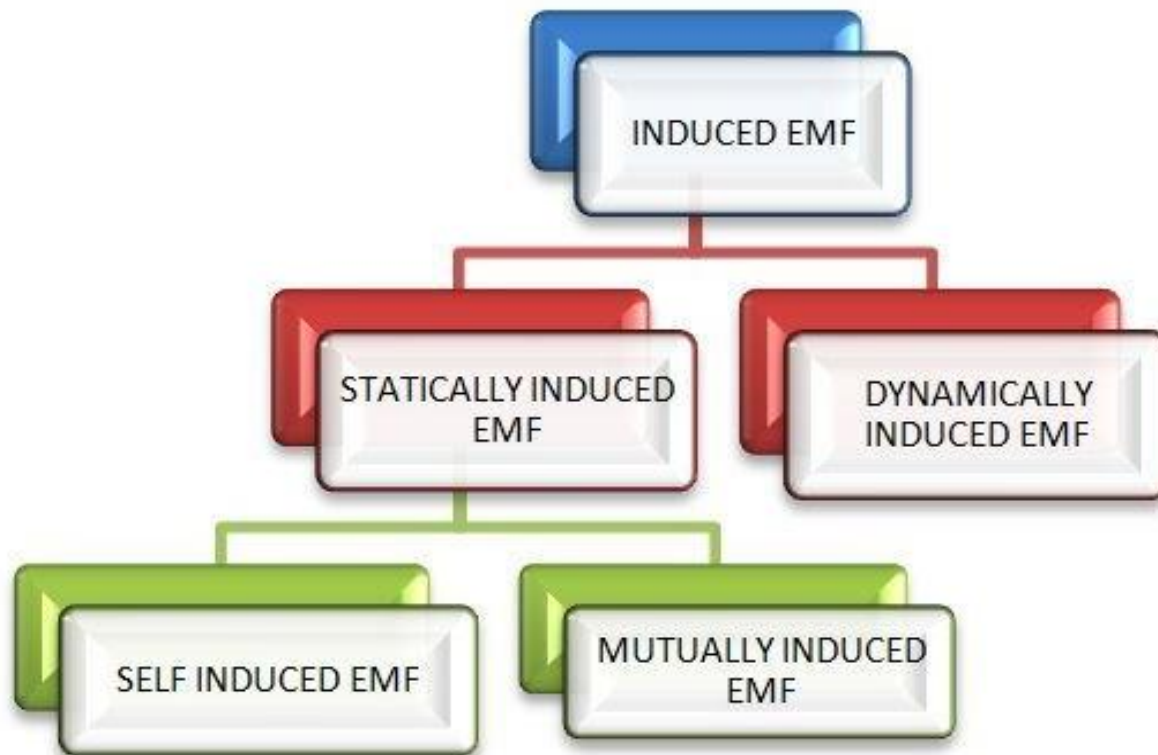 INDUCED EMF
STATICALLY INDUCED
EMF
DYNAMICALLY
INDUCED EMF
SELF INDUCED EMF
MUTUALLY INDUCED
EMF